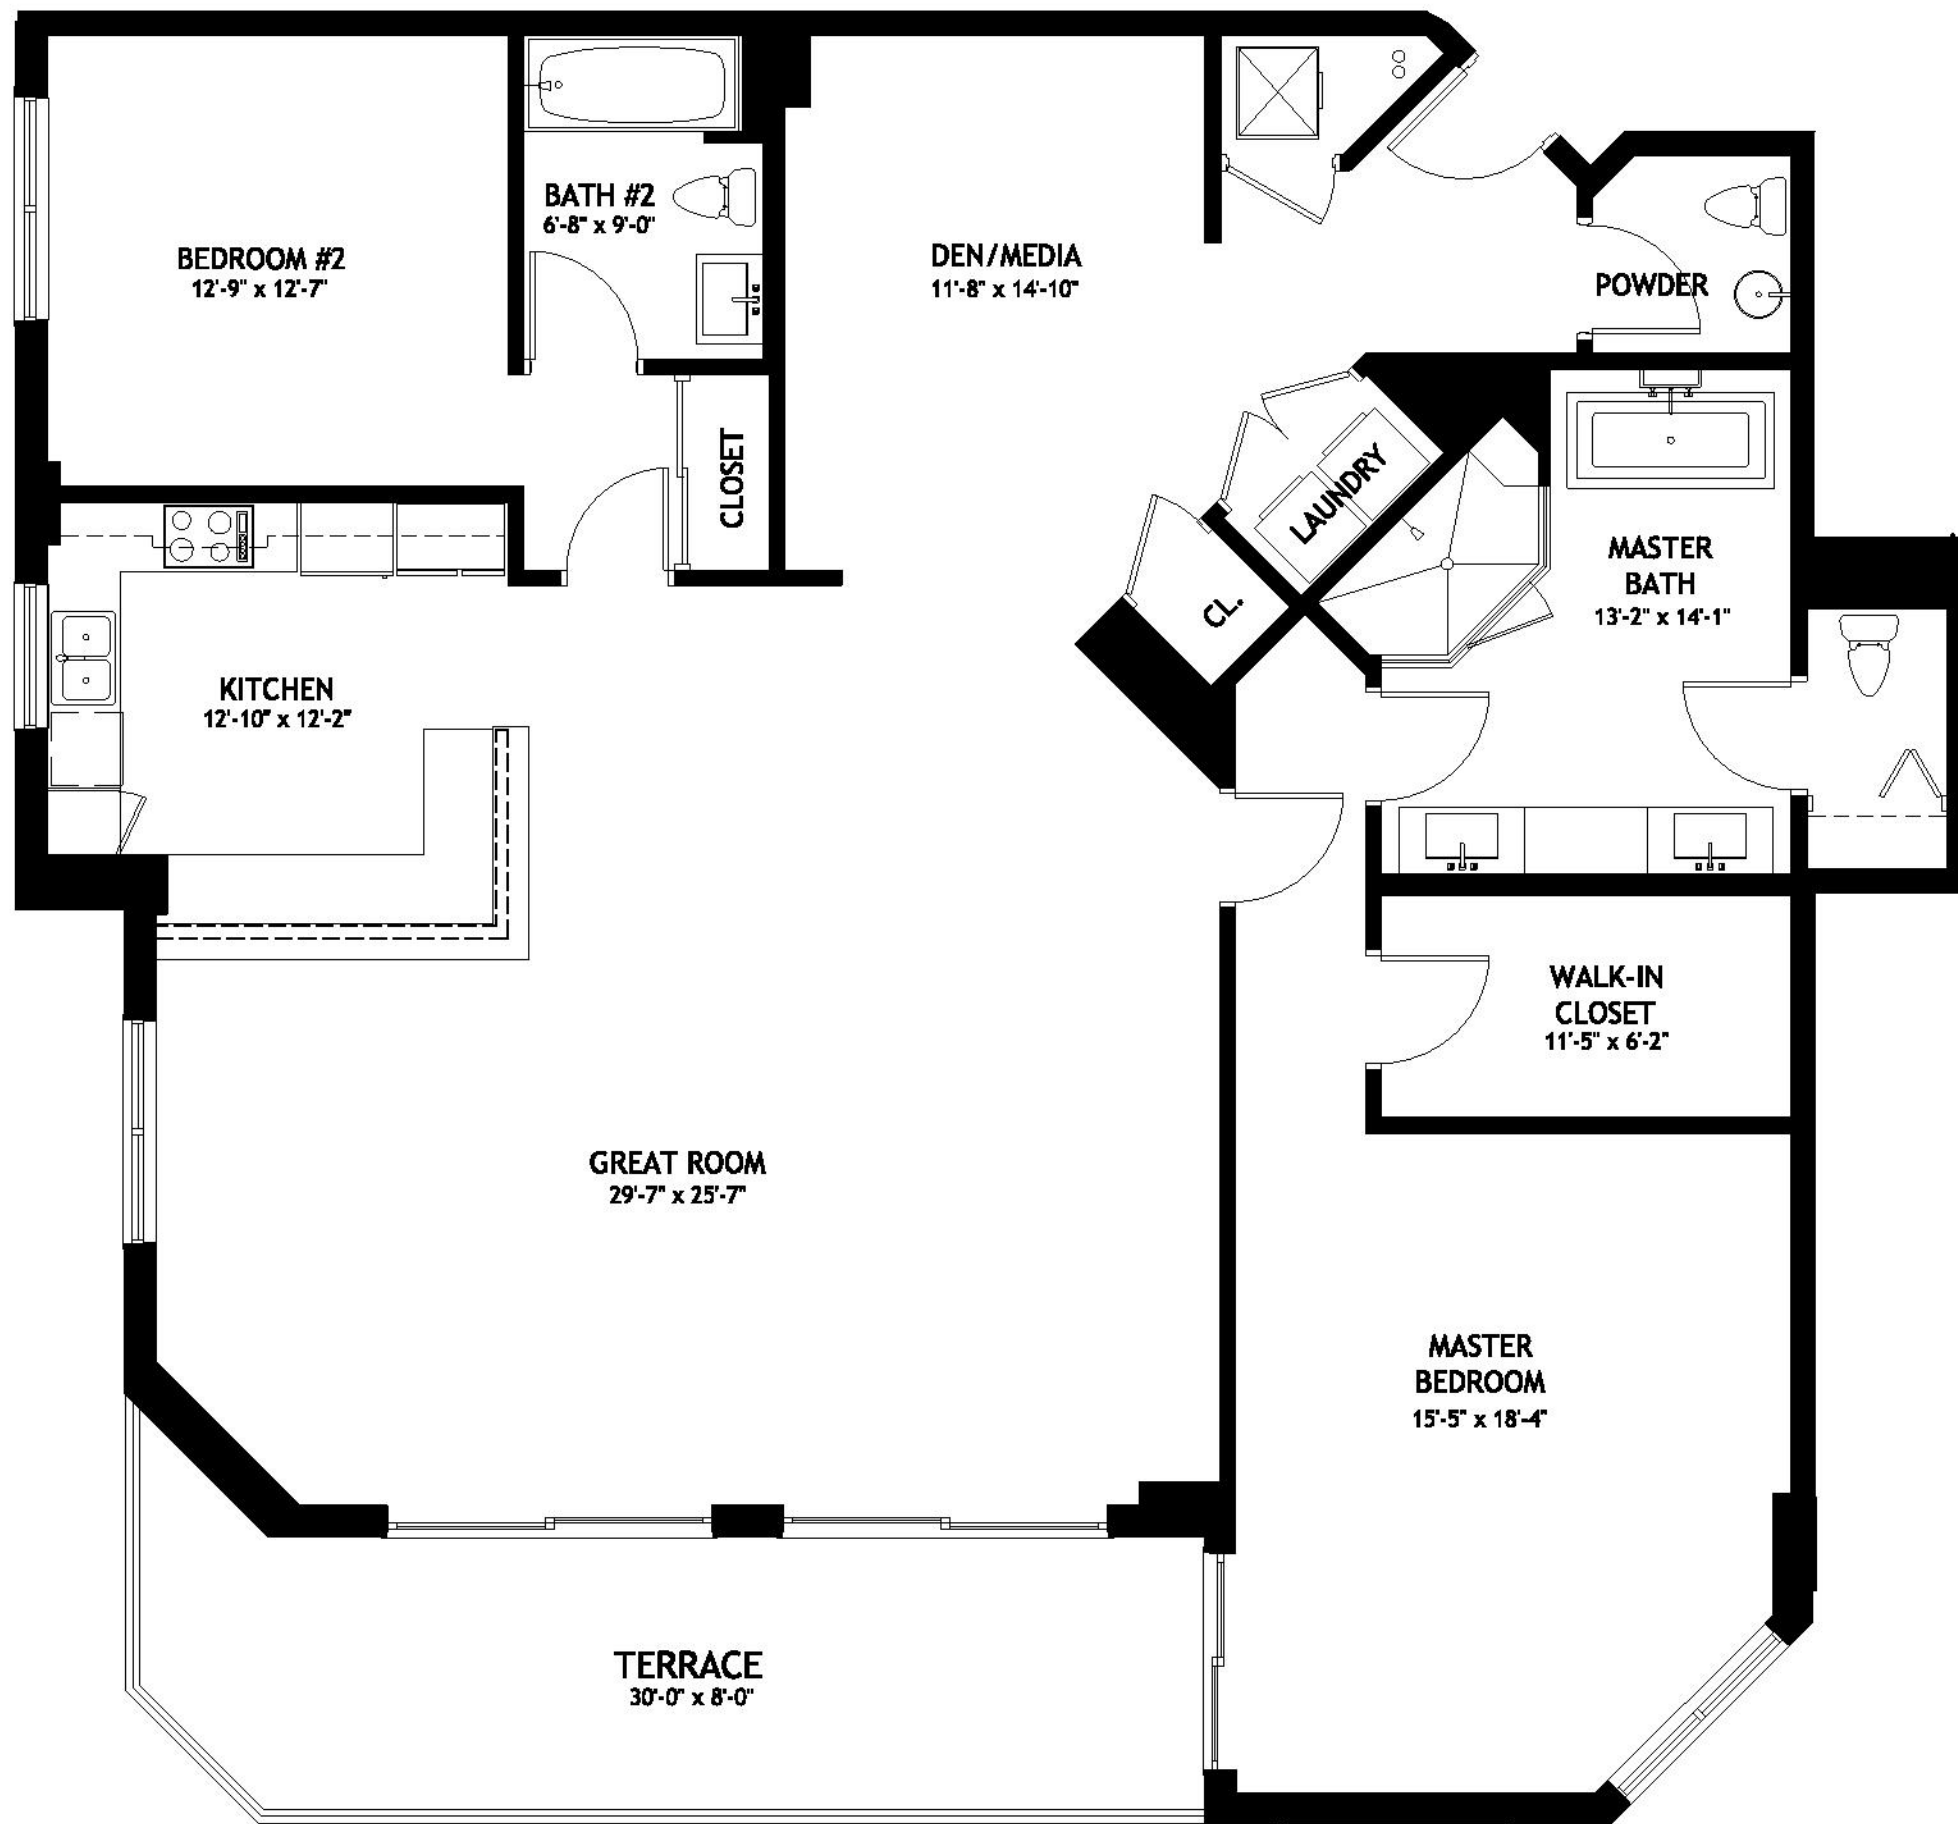 BEDROOM #2
12'-9" x 12'-7"
BATH #2
6'-8" x 9'-0"
DEN/MEDIA
11'-8" x 14'-10"
POWDER
CLOSET
LAUNDRY
CL.
MASTER
BATH
13'-2" x 14'-1"
KITCHEN
12'-10" x 12'-2"
WALK-IN
CLOSET
11'-5" x 6'-2"
GREAT ROOM
29'-7" x 25'-7"
MASTER
BEDROOM
15'-5" x 18'-4"
TERRACE
30'-0" x 8'-0"